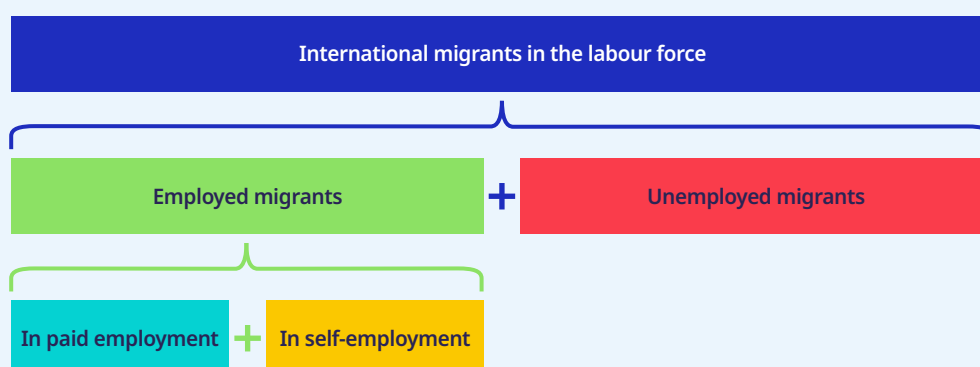 International migrants in the labour force
Employed migrants + Unemployed migrants
In paid employment + In self-employment